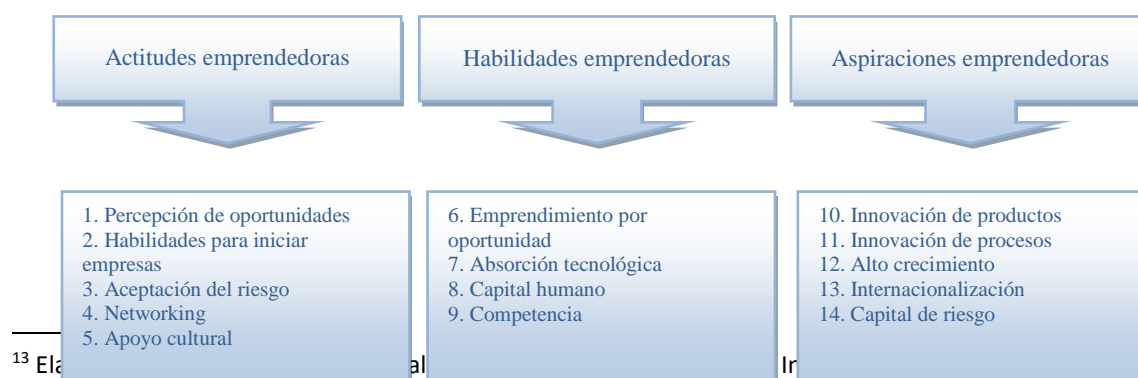 Actitudes emprendedoras
Habilidades emprendedoras
Aspiraciones emprendedoras
1. Percepción de oportunidades
2. Habilidades para iniciar
empresas
3. Aceptación del riesgo
4. Networking
5. Apoyo cultural
6. Emprendimiento por
oportunidad
7. Absorción tecnológica
8. Capital humano
9. Competencia
10. Innovación de productos
11. Innovación de procesos
12. Alto crecimiento
13. Internacionalización
14. Capital de riesgo
13